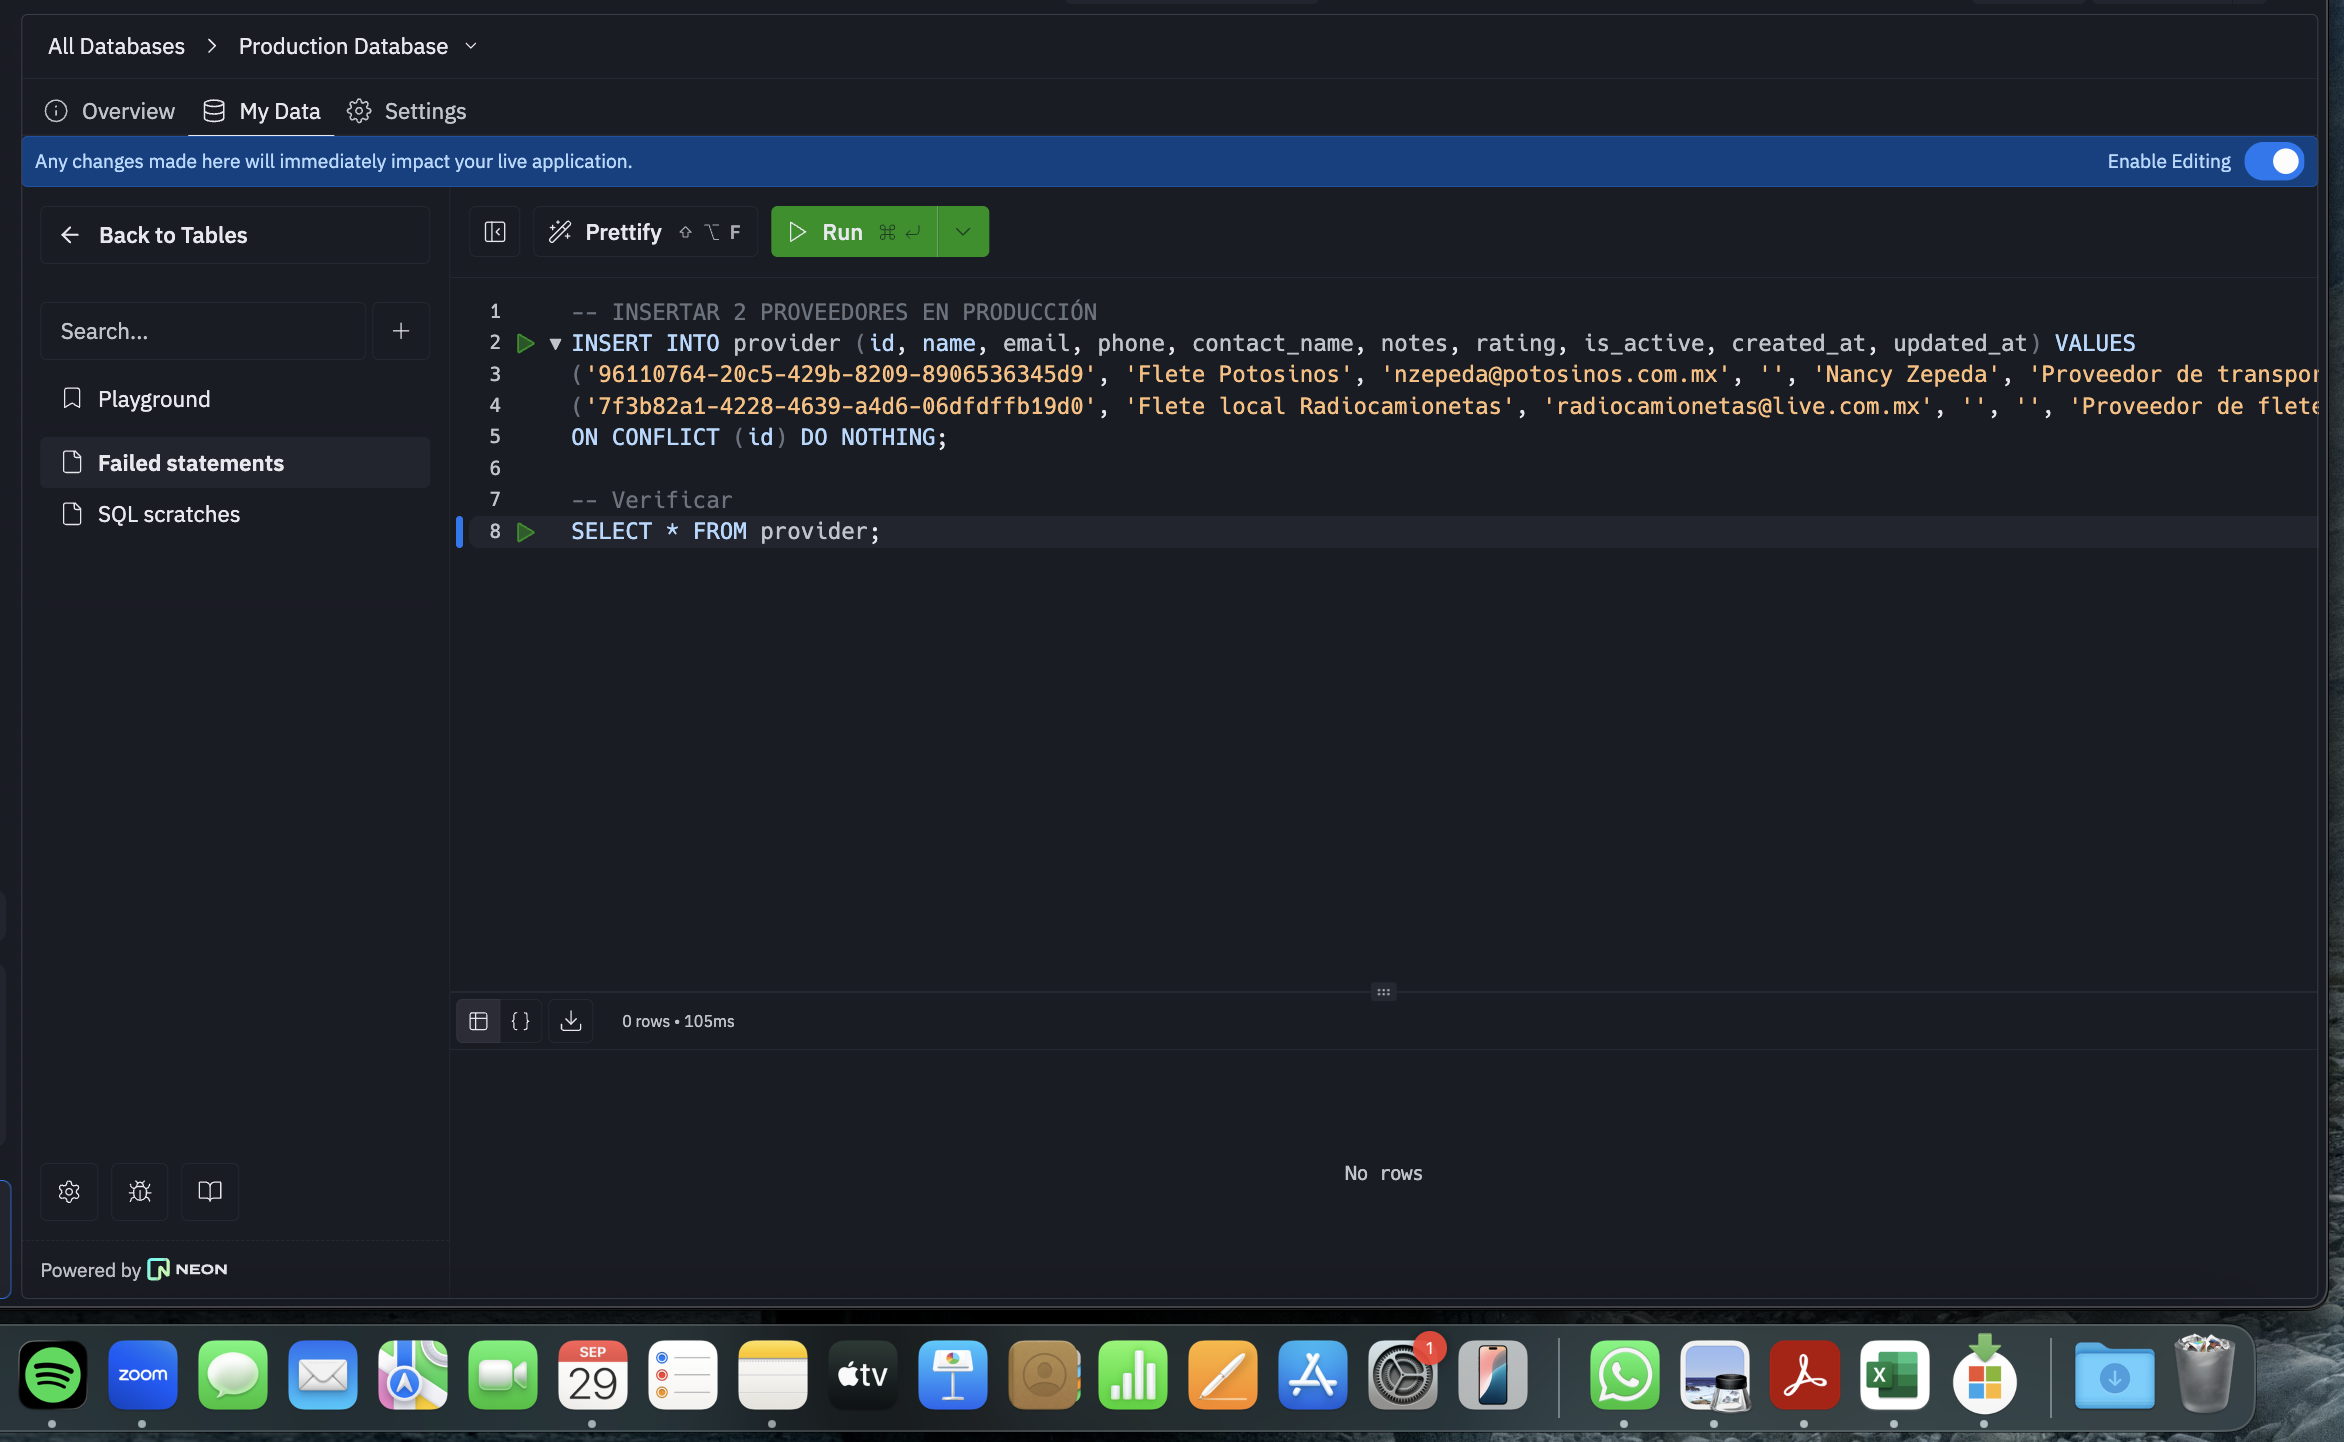 All Databases > Production Database
Overview My Data Settings
Any changes made here will immediately impact your live application. Enable Editing
Back to Tables
Prettify ⇧ ⌥ F Run ⌘ ↵
Search...
Playground
Failed statements
SQL scratches
1 -- INSERTAR 2 PROVEEDORES EN PRODUCCIÓN
2 INSERT INTO provider (id, name, email, phone, contact_name, notes, rating, is_active, created_at, updated_at) VALUES
3 ('96110764-20c5-429b-8209-8906536345d9', 'Flete Potosinos', 'nzepeda@potosinos.com.mx', '', 'Nancy Zepeda', 'Proveedor de transpor
4 ('7f3b82a1-4228-4639-a4d6-06dfdffb19d0', 'Flete local Radiocamionetas', 'radiocamionetas@live.com.mx', '', '', 'Proveedor de flete
5 ON CONFLICT (id) DO NOTHING;
6
7 -- Verificar
8 SELECT * FROM provider;
{} 0 rows • 105ms
No rows
Powered by NEON
zoom
SEP
29
tv
1
X